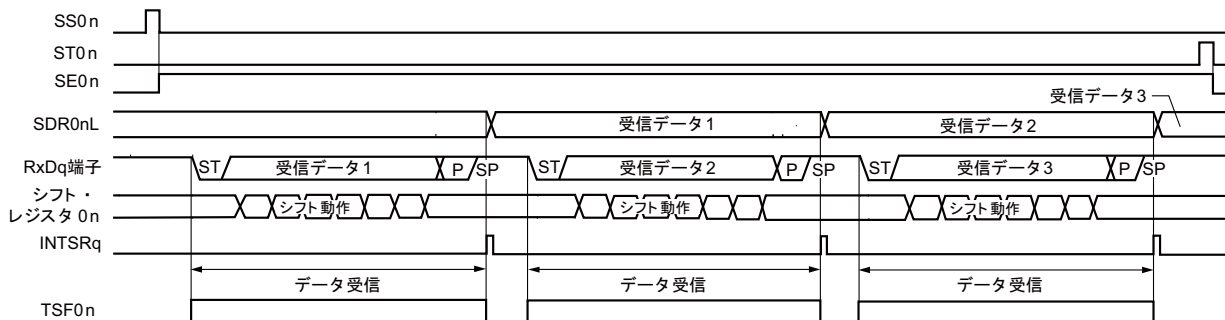 SS0n
ST0n
SE0n
受信データ3
SDR0nL 受信データ1 受信データ2
RxDq端子 ST 受信データ1 P SP ST 受信データ2 P SP ST 受信データ3 P SP
シフト・
レジスタ0n シフト動作 シフト動作 シフト動作
INTSRq
データ受信 データ受信 データ受信
TSF0n